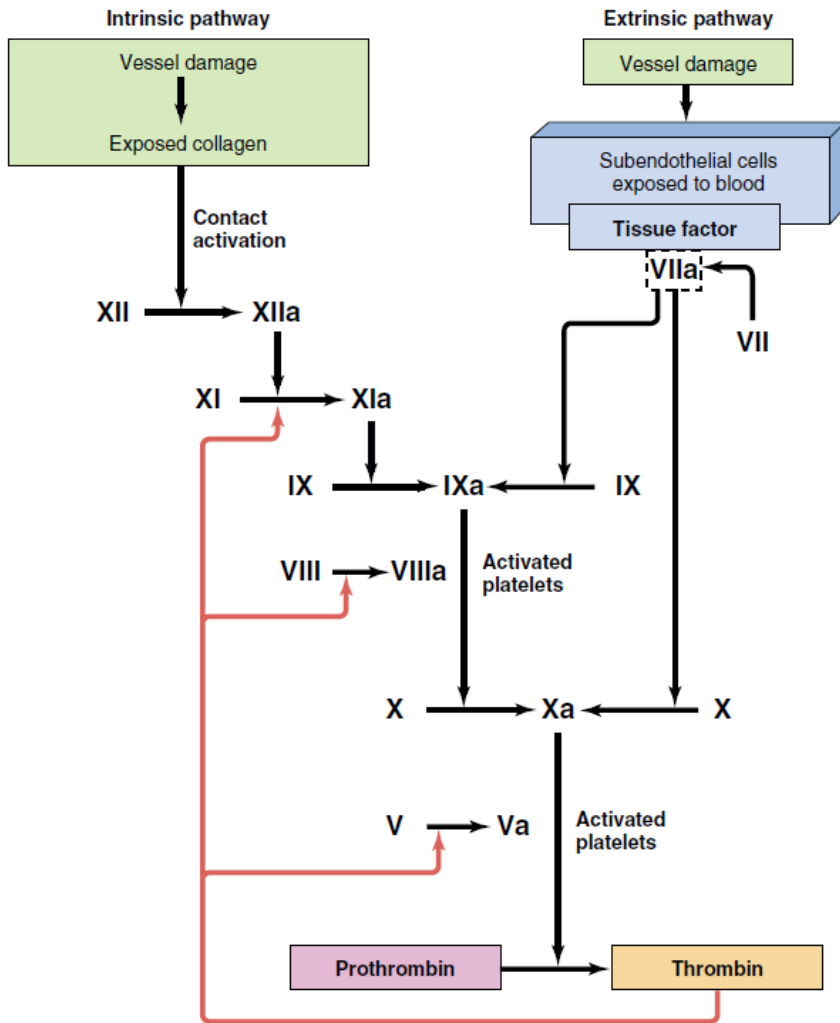 Intrinsic pathway
Extrinsic pathway
Vessel damage
Exposed collagen
Vessel damage
Subendothelial cells
exposed to blood
Tissue factor
Contact
activation
VIIa
VII
XII
XIIa
XI
XIa
IX
IXa
IX
VIII
VIIIa
Activated
platelets
X
Xa
X
V
Va
Activated
platelets
Prothrombin
Thrombin